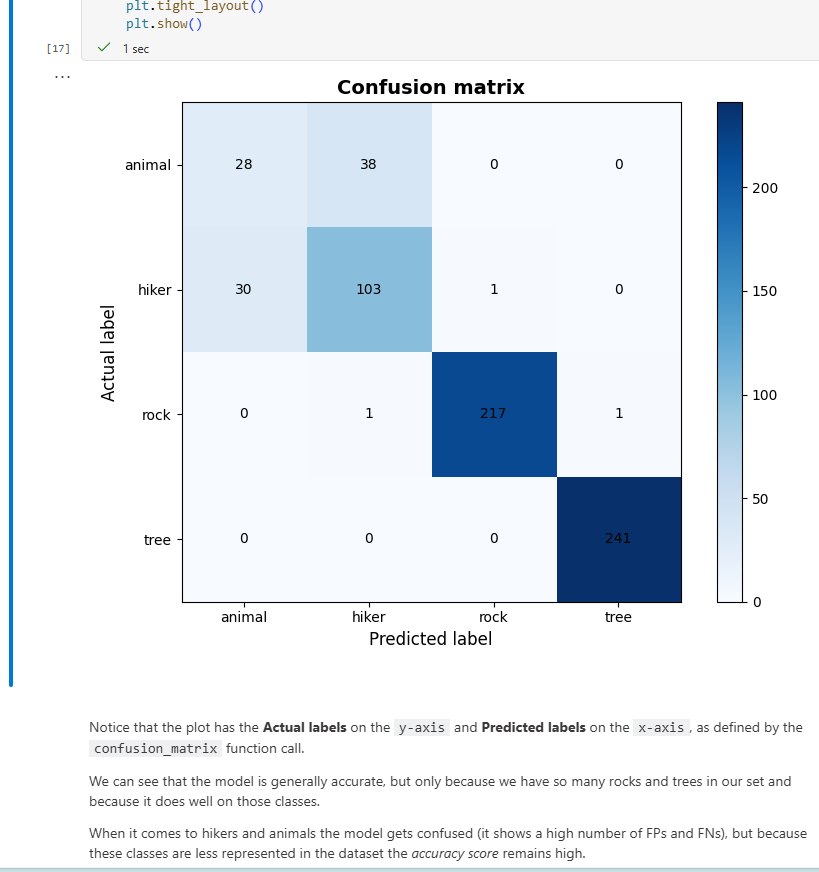 plt.tight_layout()
plt.show()
[17]
1 sec
...
Confusion matrix
animal 28 38 0 0
hiker 30 103 1 0
rock 0 1 217 1
tree 0 0 0 241
animal hiker rock tree
Predicted label
Actual label
200
150
100
50
0
Notice that the plot has the Actual labels on the y-axis and Predicted labels on the x-axis, as defined by the
confusion_matrix function call.
We can see that the model is generally accurate, but only because we have so many rocks and trees in our set and
because it does well on those classes.
When it comes to hikers and animals the model gets confused (it shows a high number of FPs and FNs), but because
these classes are less represented in the dataset the accuracy score remains high.